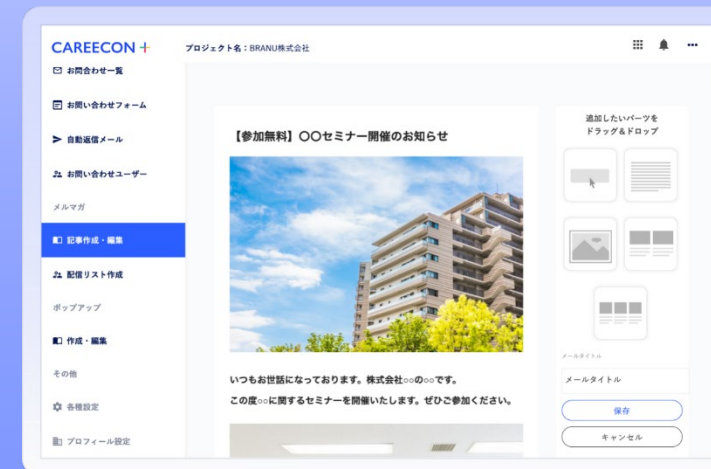 CAREECON +
プロジェクト名：BRANU株式会社
お問合わせ一覧
お問い合わせフォーム
自動返信メール
お問い合わせユーザー
メルマガ
記事作成・編集
配信リスト作成
ポップアップ
作成・編集
その他
各種設定
プロフィール設定
【参加無料】〇〇セミナー開催のお知らせ
いつもお世話になっております。株式会社○○の○○です。
この度○○に関するセミナーを開催いたします。ぜひご参加ください。
追加したいパーツを
ドラッグ＆ドロップ
メールタイトル
メールタイトル
保存
キャンセル